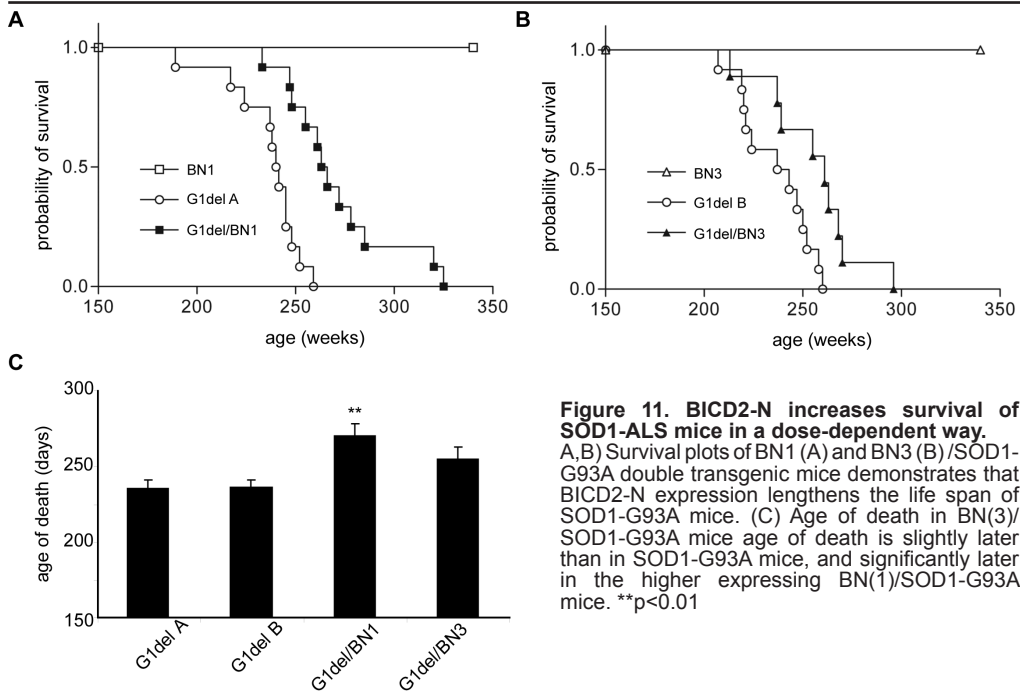 A
probability of survival
1.0
0.5
0.0
BN1
G1del A
G1del/BN1
150
200
250
300
350
age (weeks)
B
probability of survival
1.0
0.5
0.0
BN3
G1del B
G1del/BN3
150
200
250
300
350
age (weeks)
C
age of death (days)
300
250
200
150
**
G1del A
G1del B
G1del//BN1
G1del//BN3
Figure 11. BICD2-N increases survival of
SOD1-ALS mice in a dose-dependent way.
A,B) Survival plots of BN1 (A) and BN3 (B) /SOD1-
G93A double transgenic mice demonstrates that
BICD2-N expression lengthens the life span of
SOD1-G93A mice. (C) Age of death in BN(3)/
SOD1-G93A mice age of death is slightly later
than in SOD1-G93A mice, and significantly later
in the higher expressing BN(1)/SOD1-G93A
mice. **p<0.01